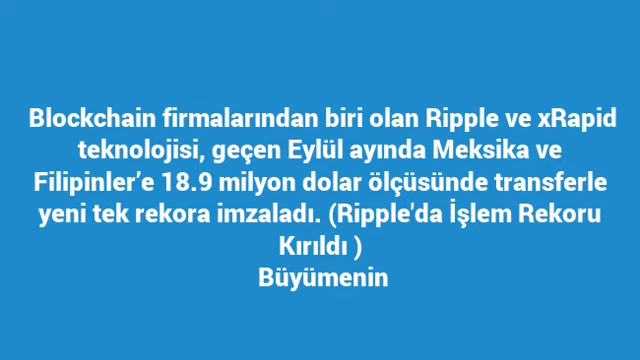 Blockchain firmalarından biri olan Ripple ve xRapid
teknolojisi, geçen Eylül ayında Meksika ve
Filipinler’e 18.9 milyon dolar ölçüsünde transferle
yeni tek rekora imzaladı. (Ripple'da İşlem Rekoru
Kırıldı )
Büyümenin